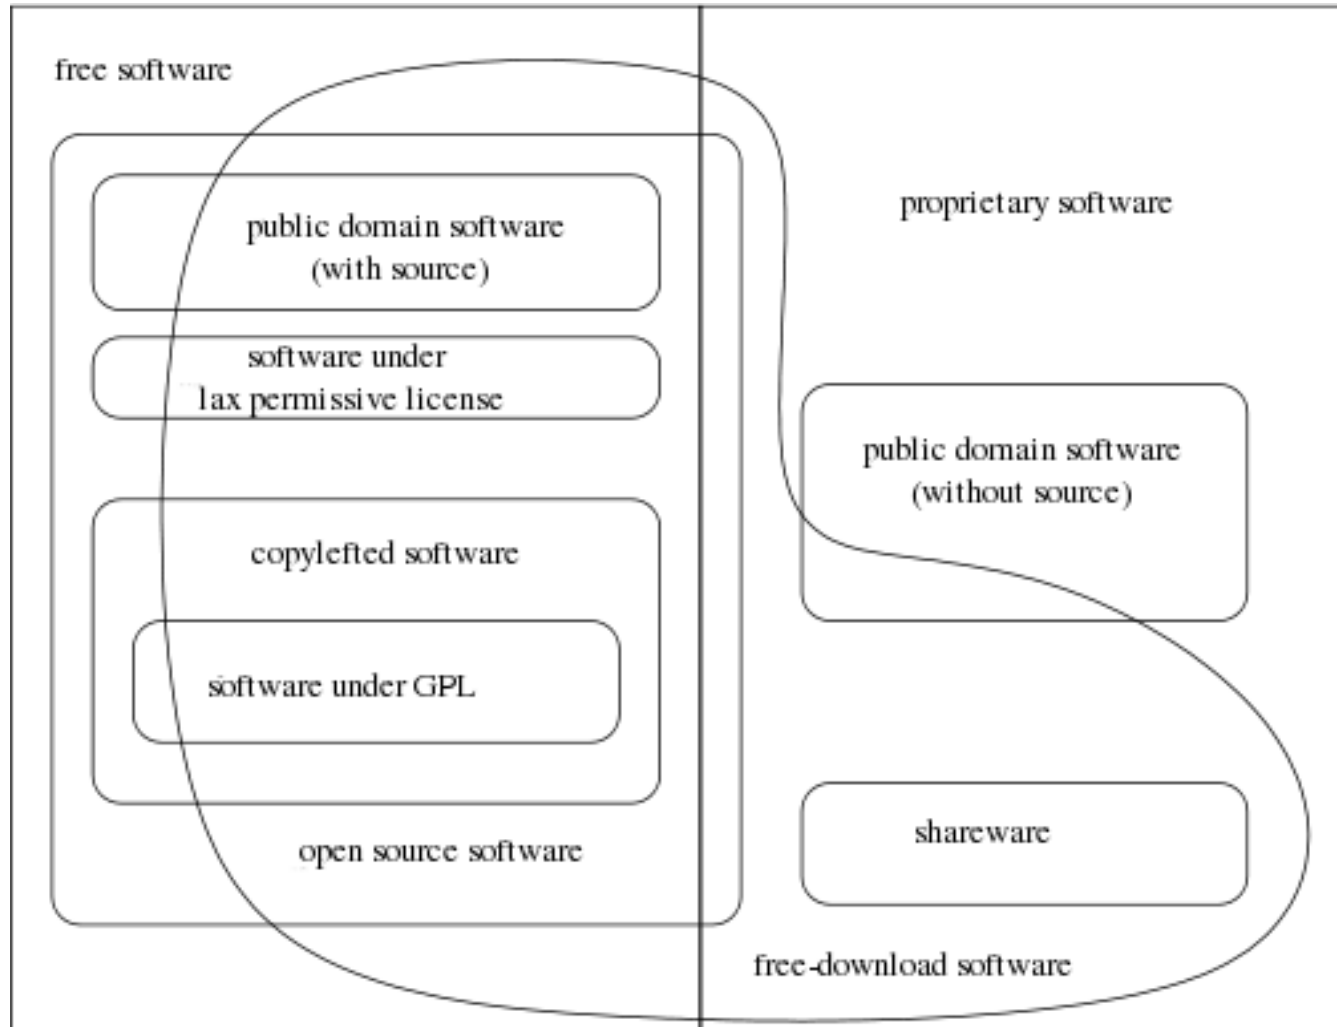 free software
public domain software
(with source)
software under
lax permissive license
copylefted software
software under GPL
open source software
proprietary software
public domain software
(without source)
shareware
free-download software